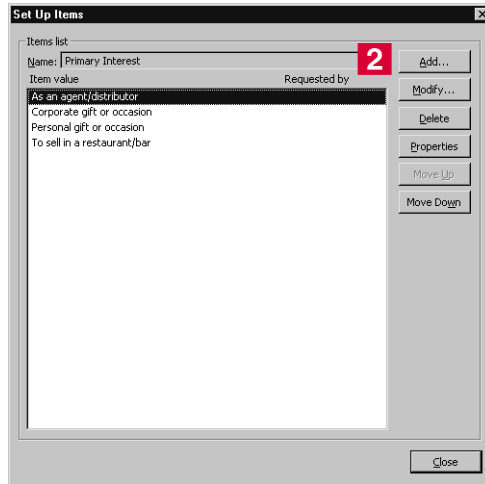 Set Up Items
Items list
Name: Primary Interest
2
Add...
Item value Requested by
Modify...
As an agent/distributor
Corporate gift or occasion
Delete
Personal gift or occasion
To sell in a restaurant/bar
Properties
Move Up
Move Down
Close